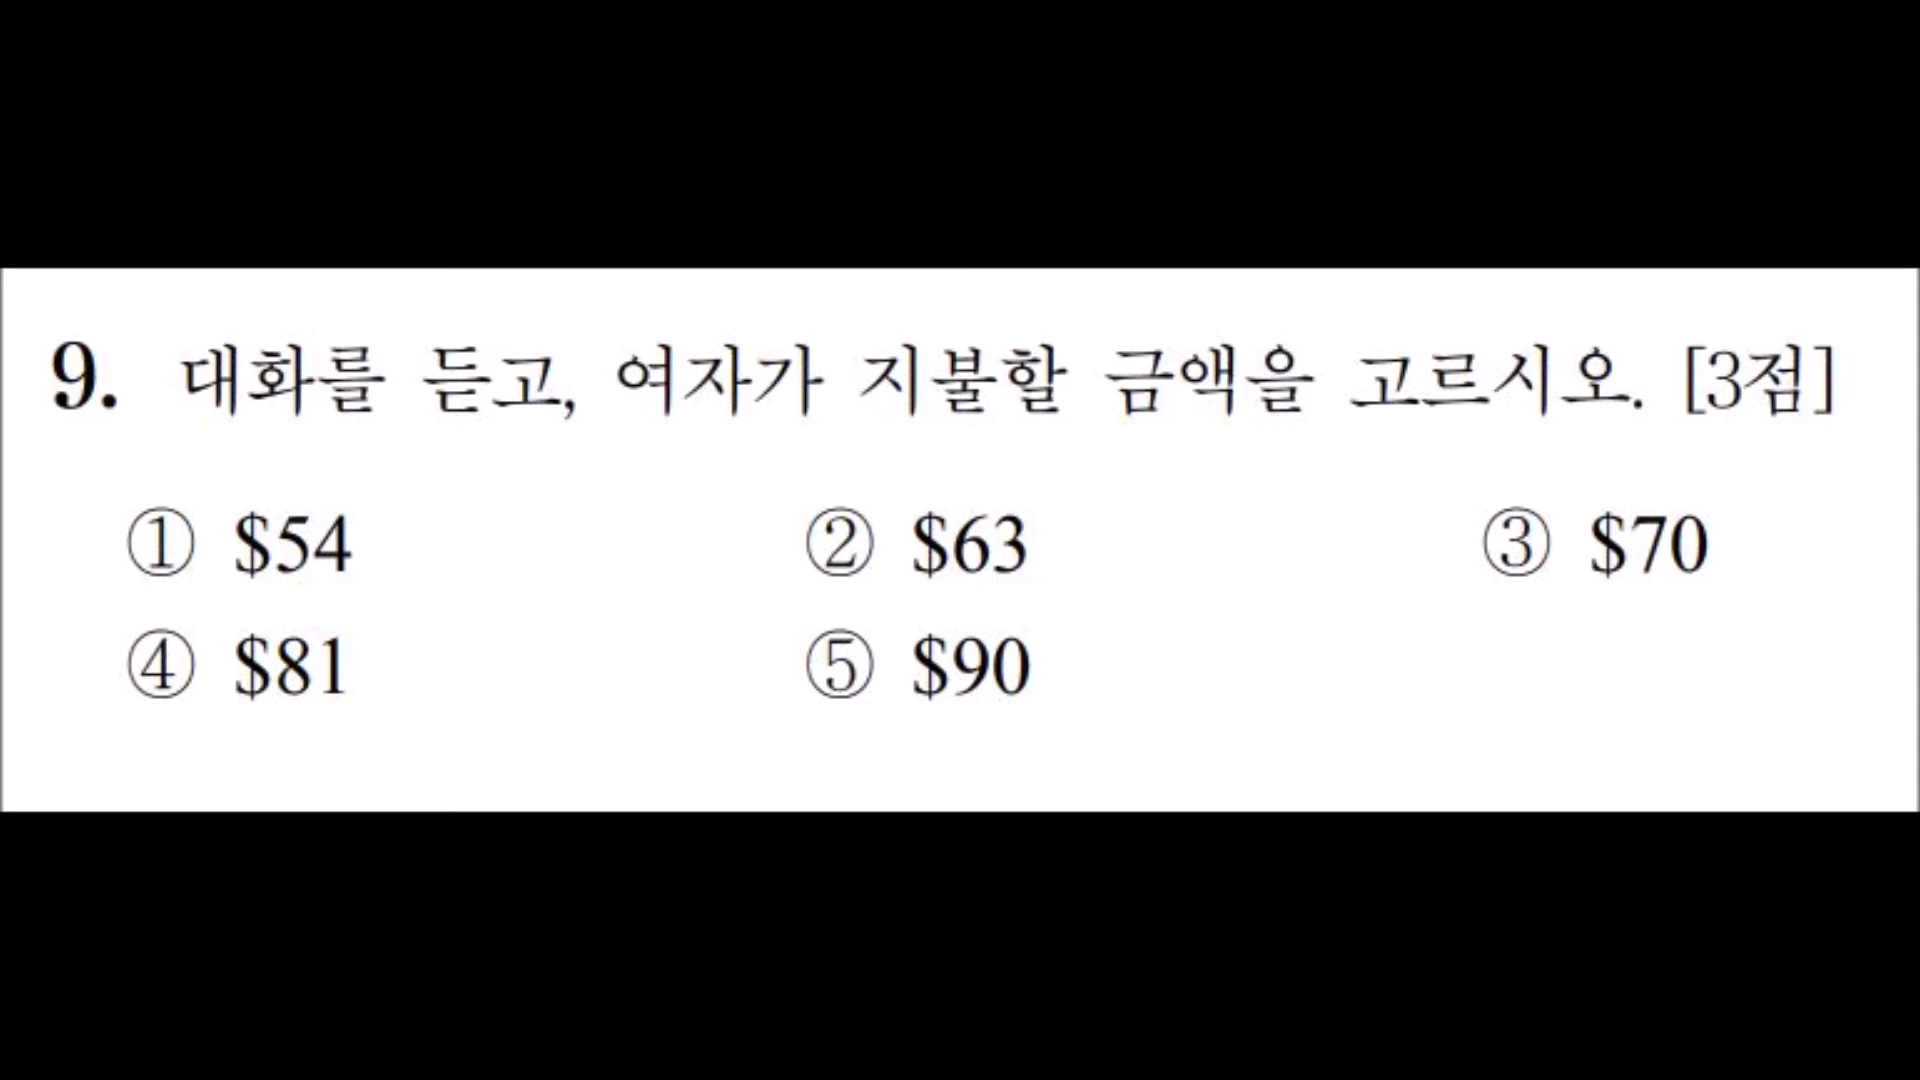 9. 대화를 듣고, 여자가 지불할 금액을 고르시오. [3점]
① $54 ② $63 ③ $70
④ $81 ⑤ $90